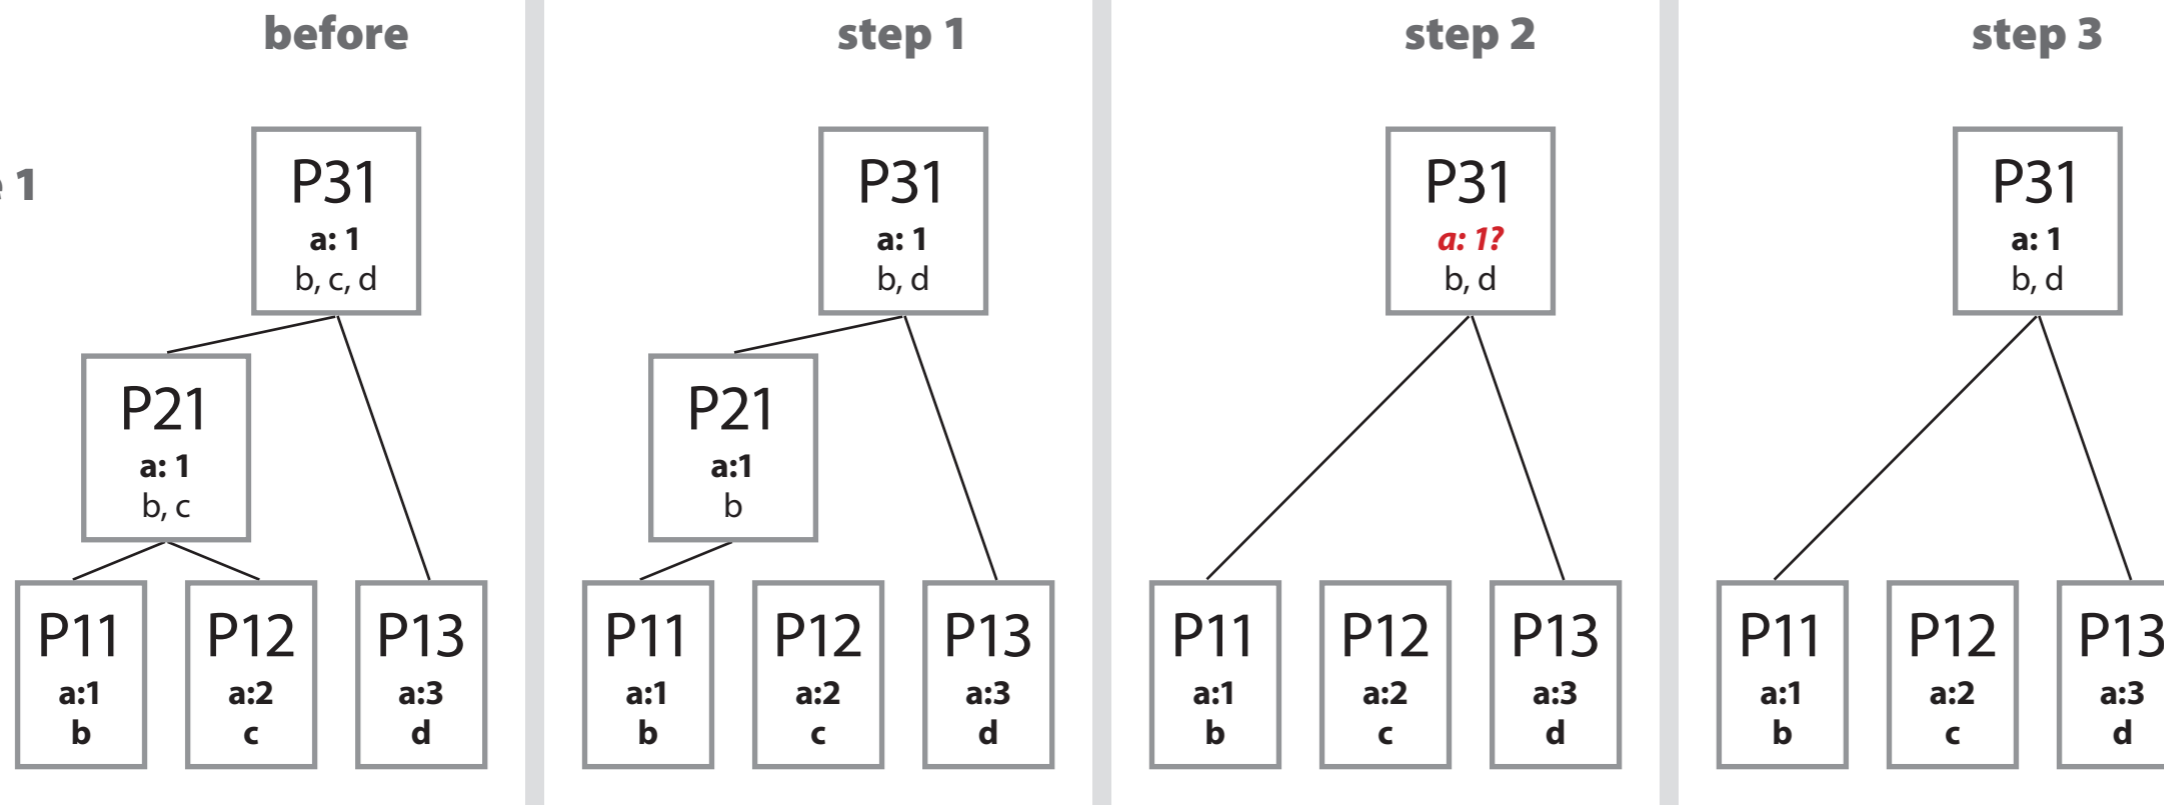 before
step 1
step 2
step 3
1
P31
a: 1
b, c, d
P21
a: 1
b, c
P11
a:1
b
P12
a:2
c
P13
a:3
d
P31
a: 1
b, d
P21
a:1
b
P11
a:1
b
P12
a:2
c
P13
a:3
d
P31
a: 1?
b, d
P11
a:1
b
P12
a:2
c
P13
a:3
d
P31
a: 1
b, d
P11
a:1
b
P12
a:2
c
P13
a:3
d